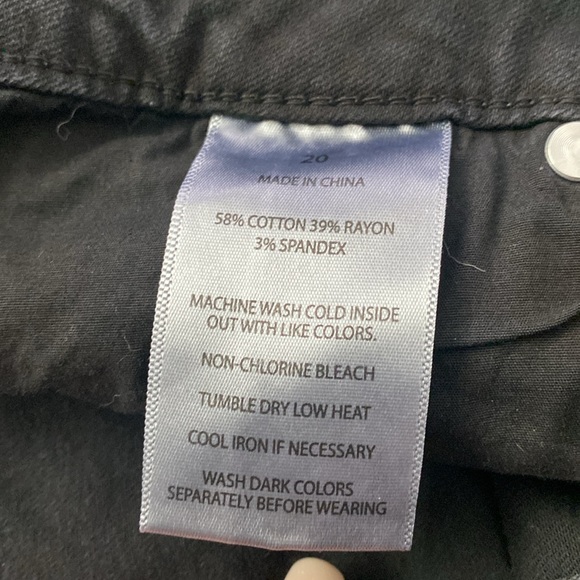 20
MADE IN CHINA
58% COTTON 39% RAYON
3% SPANDEX
MACHINE WASH COLD INSIDE
OUT WITH LIKE COLORS.
NON-CHLORINE BLEACH
TUMBLE DRY LOW HEAT
COOL IRON IF NECESSARY
WASH DARK COLORS
SEPARATELY BEFORE WEARING